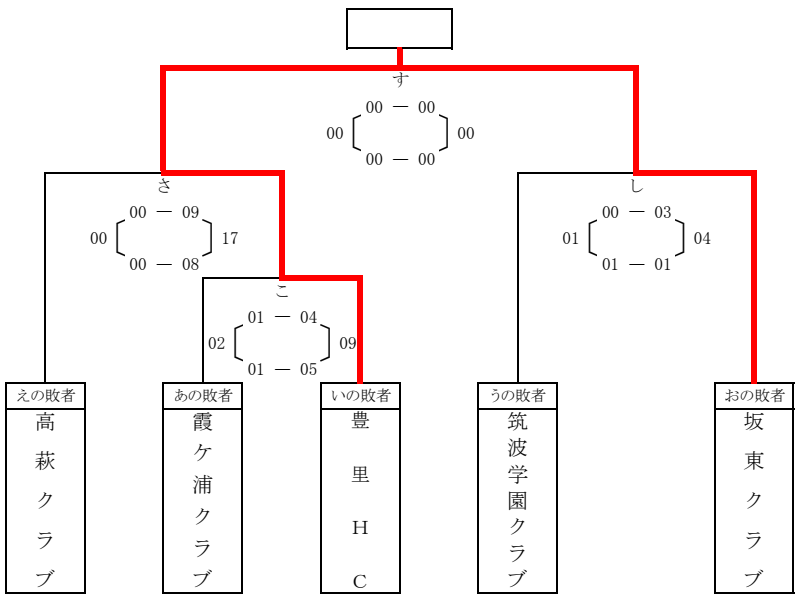 す
00 — 00
00 00
00 — 00
さ
00 — 09
00 17
00 — 08
し
00 — 03
01 04
01 — 01
こ
01 — 04
02 09
01 — 05
えの敗者
高萩クラブ
あの敗者
霞ケ浦クラブ
いの敗者
豊里HC
うの敗者
筑波学園クラブ
おの敗者
坂東クラブ